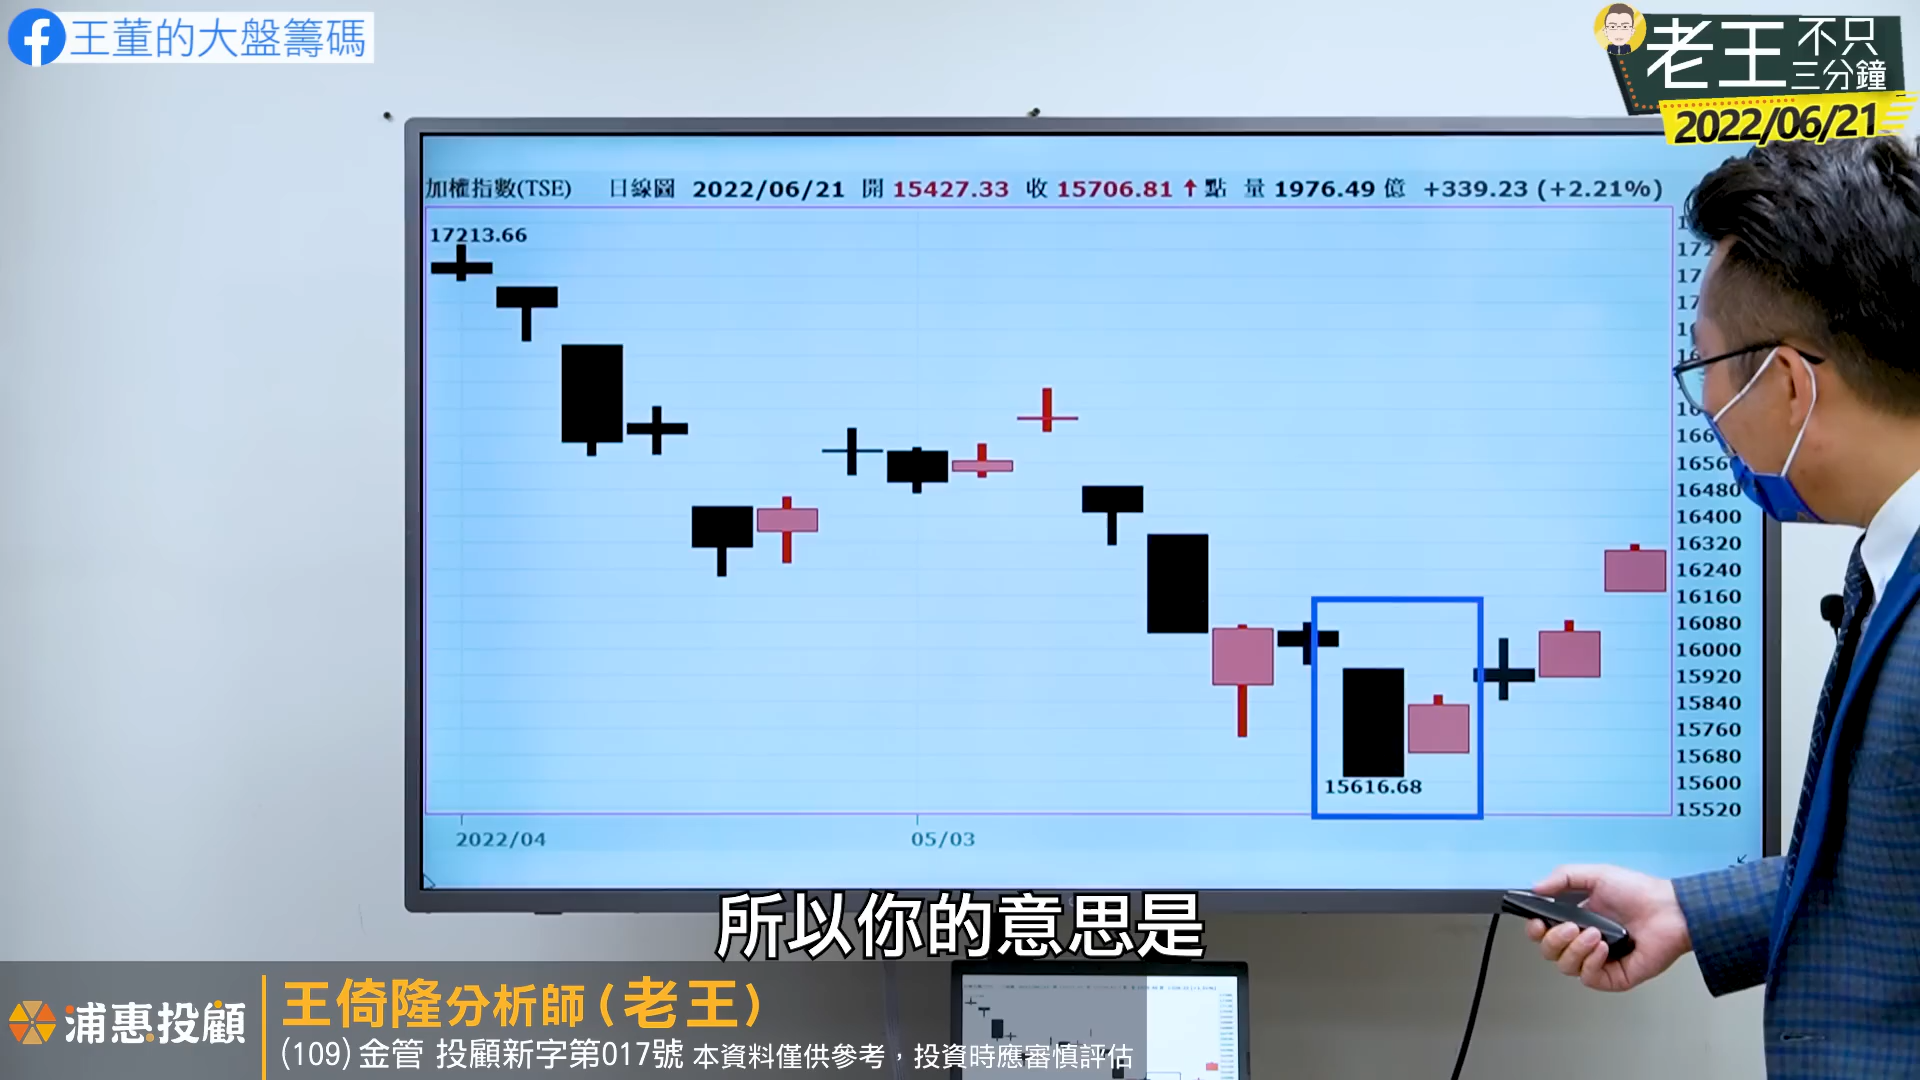 王董的大盤籌碼
老王 不只三分鐘
2022/06/21
加權指數(TSE) 日線圖 2022/06/21 開 15427.33 收 15706.81 ↑ 點 量 1976.49 億 +339.23 (+2.21%)
17213.66
16480
16400
16320
16240
16160
16080
16000
15920
15840
15760
15680
15600
15520
15616.68
2022/04
05/03
所以你的意思是
浦惠投顧
王倚隆分析師(老王)
(109)金管 投顧新字第017號 本資料僅供參考,投資時應審慎評估